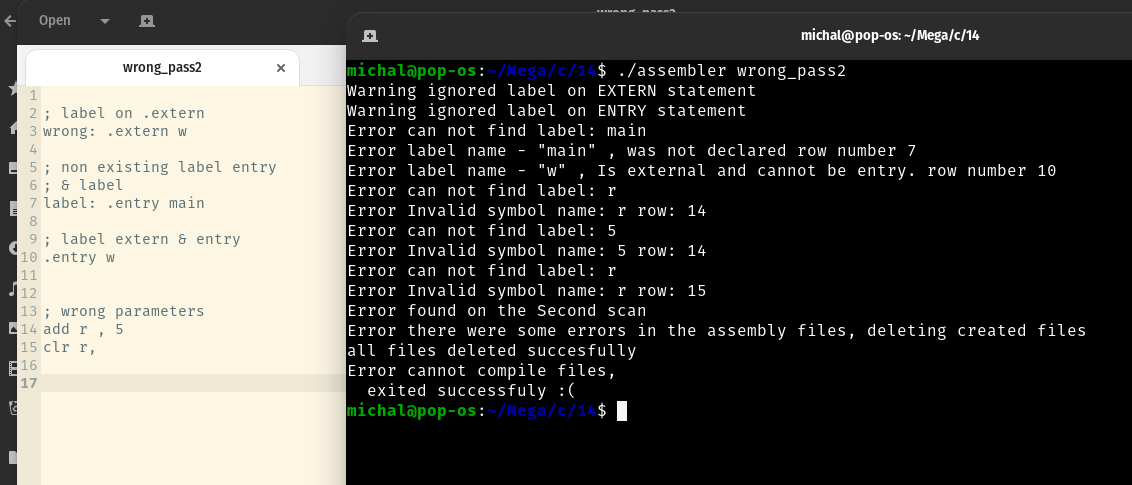 Open
wrong_pass2
wrong_pass2 ×
1
2 ; label on .extern
3 wrong: .extern w
4
5 ; non existing label entry
6 ; & label
7 label: .entry main
8
9 ; label extern & entry
10 .entry w
11
12
13 ; wrong parameters
14 add r , 5
15 clr r,
16
17
michal@pop-os: ~/Mega/c/14
michal@pop-os:~/Mega/c/14$ ./assembler wrong_pass2
Warning ignored label on EXTERN statement
Warning ignored label on ENTRY statement
Error can not find label: main
Error label name - "main" , was not declared row number 7
Error label name - "w" , Is external and cannot be entry. row number 10
Error can not find label: r
Error Invalid symbol name: r row: 14
Error can not find label: 5
Error Invalid symbol name: 5 row: 14
Error can not find label: r
Error Invalid symbol name: r row: 15
Error found on the Second scan
Error there were some errors in the assembly files, deleting created files
all files deleted succesfully
Error cannot compile files,
  exited successfuly :(
michal@pop-os:~/Mega/c/14$